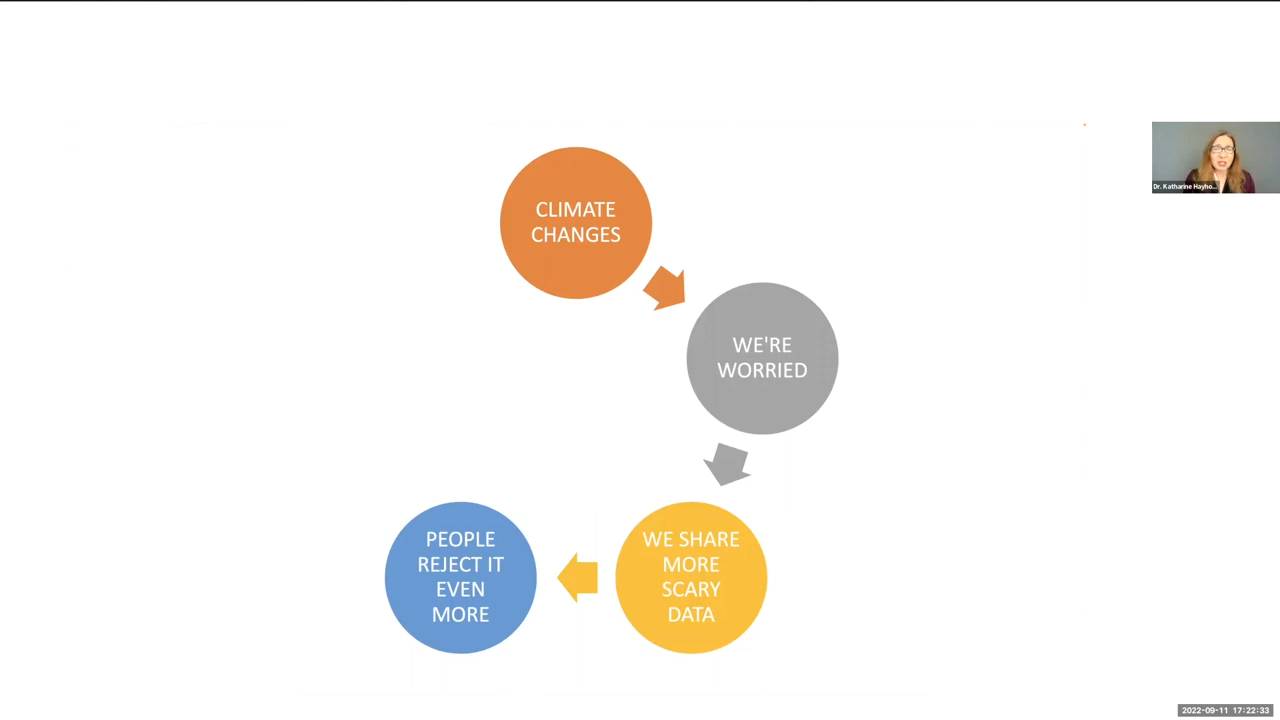 CLIMATE
CHANGES
WE'RE
WORRIED
WE SHARE
MORE
SCARY
DATA
PEOPLE
REJECT IT
EVEN
MORE
Dr. Katharine Hayho...
2022-09-11 17:22:33